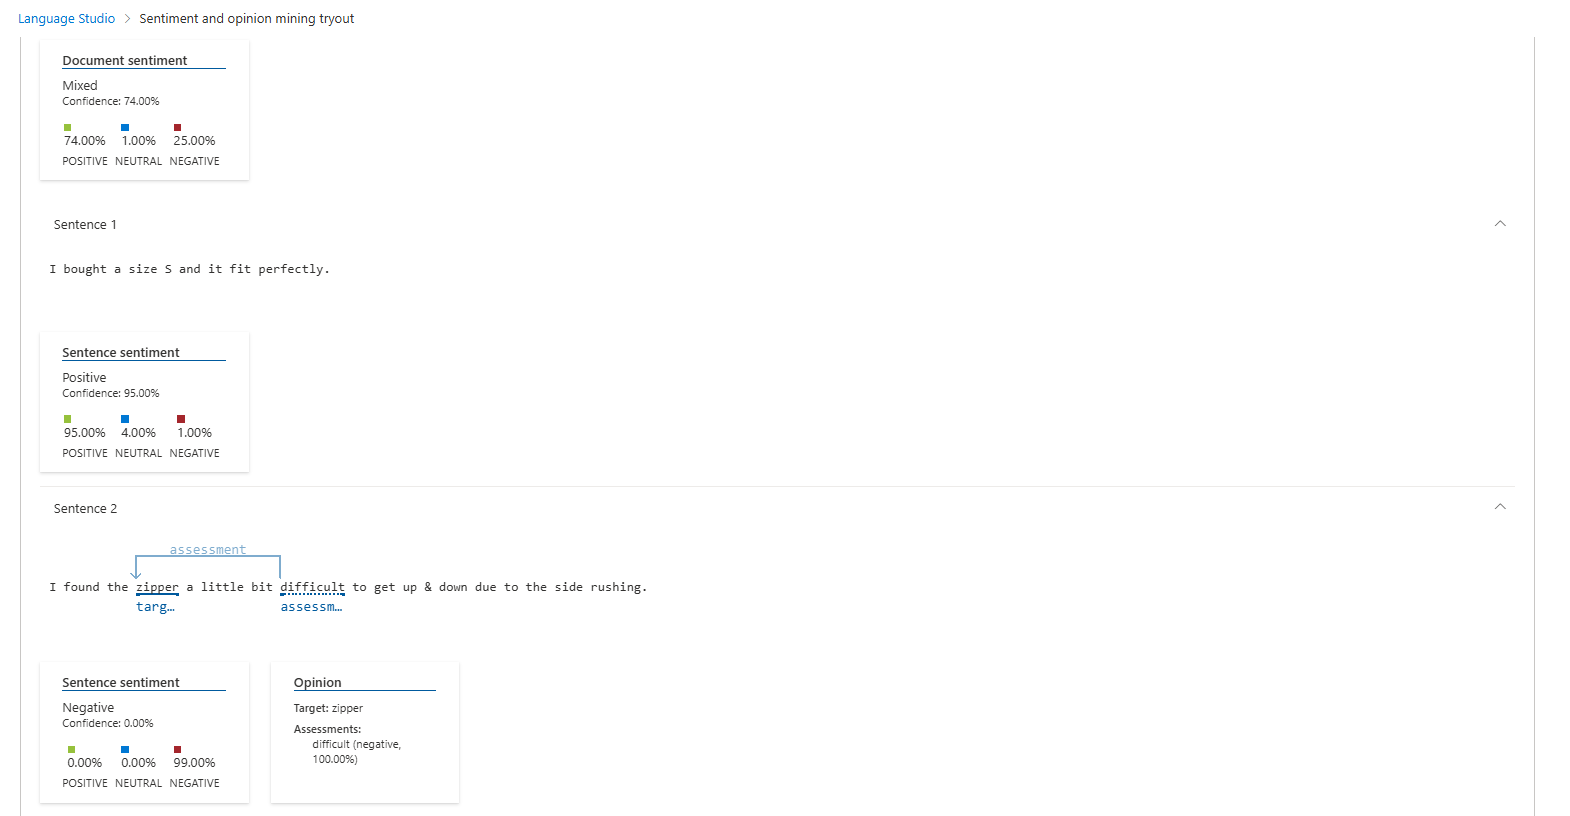 Language Studio > Sentiment and opinion mining tryout
Document sentiment
Mixed
Confidence: 74.00%
74.00% 1.00% 25.00%
POSITIVE NEUTRAL NEGATIVE
Sentence 1
I bought a size S and it fit perfectly.
Sentence sentiment
Positive
Confidence: 95.00%
95.00% 4.00% 1.00%
POSITIVE NEUTRAL NEGATIVE
Sentence 2
assessment
I found the zipper a little bit difficult to get up & down due to the side rushing.
targ… assessm…
Sentence sentiment
Negative
Confidence: 0.00%
0.00% 0.00% 99.00%
POSITIVE NEUTRAL NEGATIVE
Opinion
Target: zipper
Assessments:
difficult (negative,
100.00%)